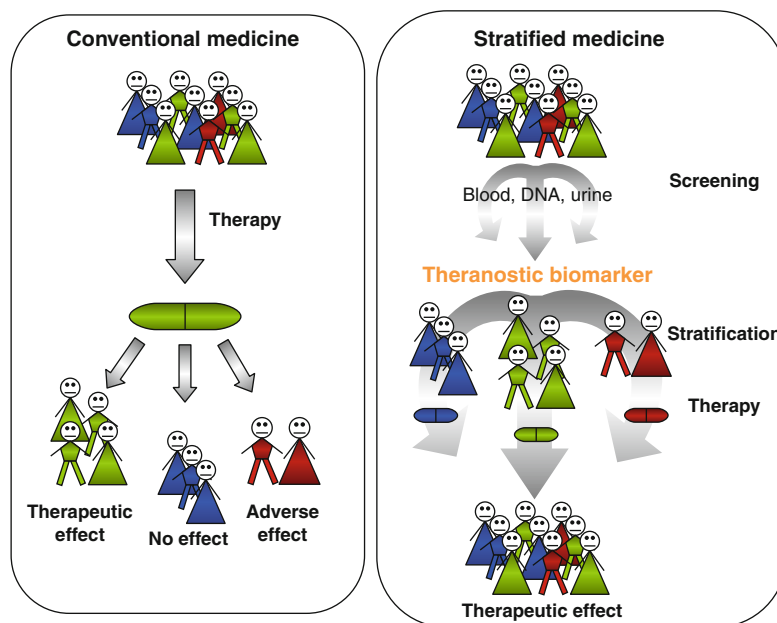 Conventional medicine
Therapy
Therapeutic
effect
No effect
Adverse
effect
Stratified medicine
Screening
Blood, DNA, urine
Theranostic biomarker
Stratification
Therapy
Therapeutic effect